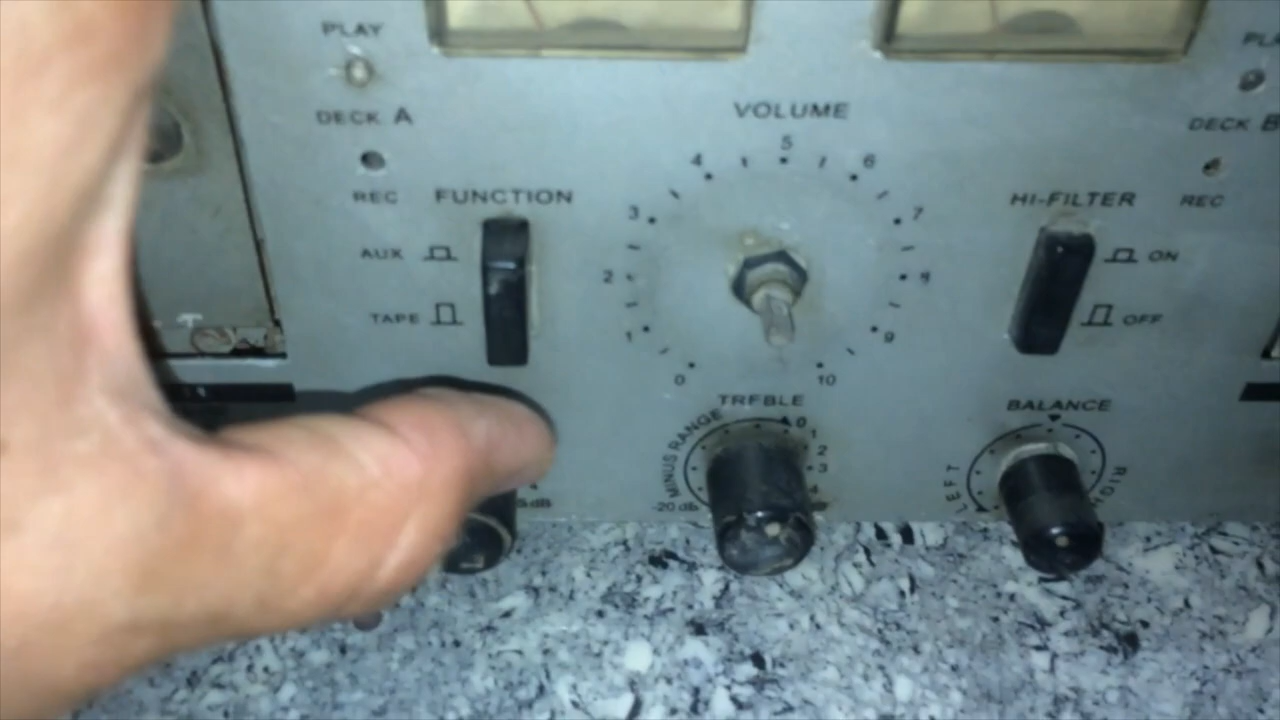 PLAY
DECK A
REC
FUNCTION
AUX
TAPE
VOLUME
0
1
2
3
4
5
6
7
8
9
10
HI-FILTER
ON
OFF
DECK B
REC
TREBLE
MINUS RANGE
-20 dB
0
1
2
3
4
BALANCE
LEFT